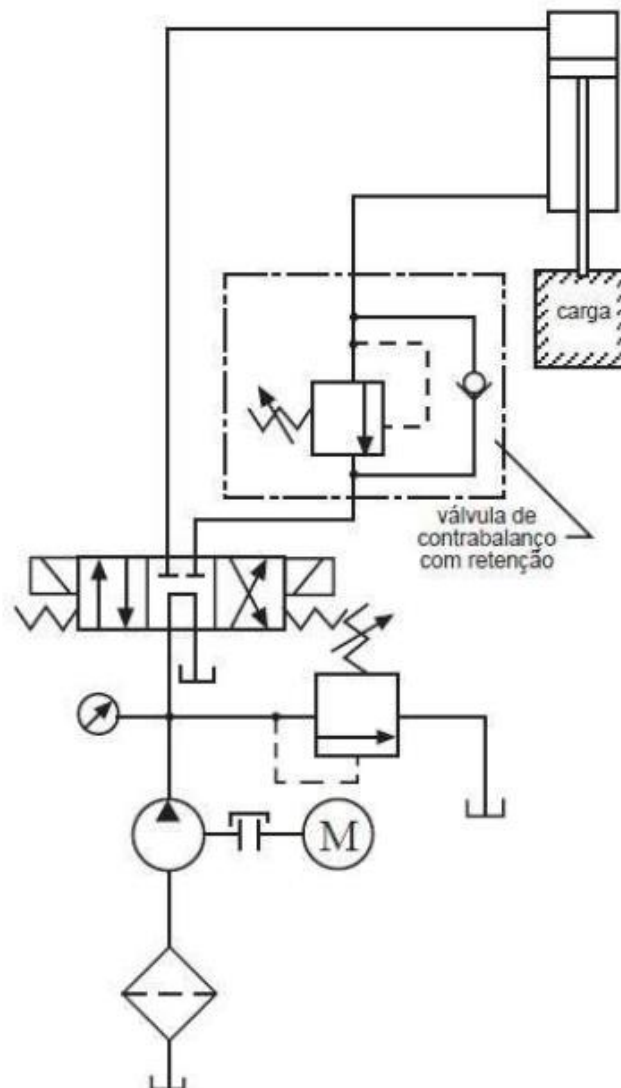 carga
válvula de
contrabalanço
com retenção
M